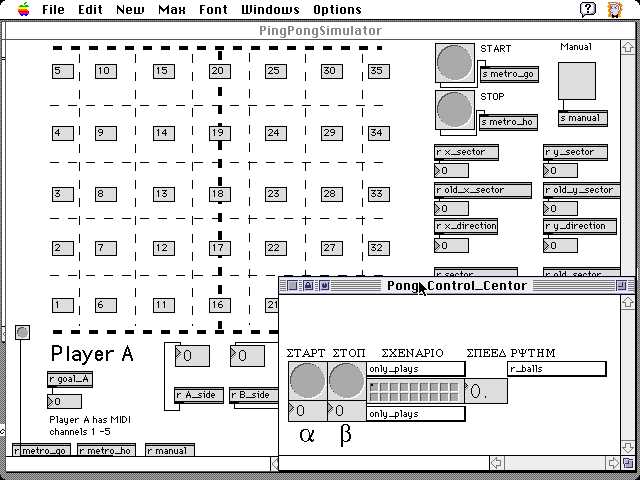 File Edit New Max Font Windows Options
PingPongSimulator
5 10 15 20 25 30 35
4 9 14 19 24 29 34
3 8 13 18 23 28 33
2 7 12 17 22 27 32
1 6 11 16 21
START
s metro_go
STOP
s metro_ho
Manual
s manual
r x_sector r y_sector
0 0
r old_x_sector r old_y_sector
0 0
r x_direction r y_direction
0 0
r sector r old_sector
Player A
r goal_A
0
Player A has MIDI
channels 1 -5
0 0
r A_side r B_side
r metro_go r metro_ho r manual
Pong_Control_Centor
ΣΤΑΡΤ ΣΤΟΠ ΣΧΕΝΑΡΙΟ ΣΠΕΕΔ ΡΨΤΗΜ
only_plays r_balls
0 0 0.
only_plays
α β